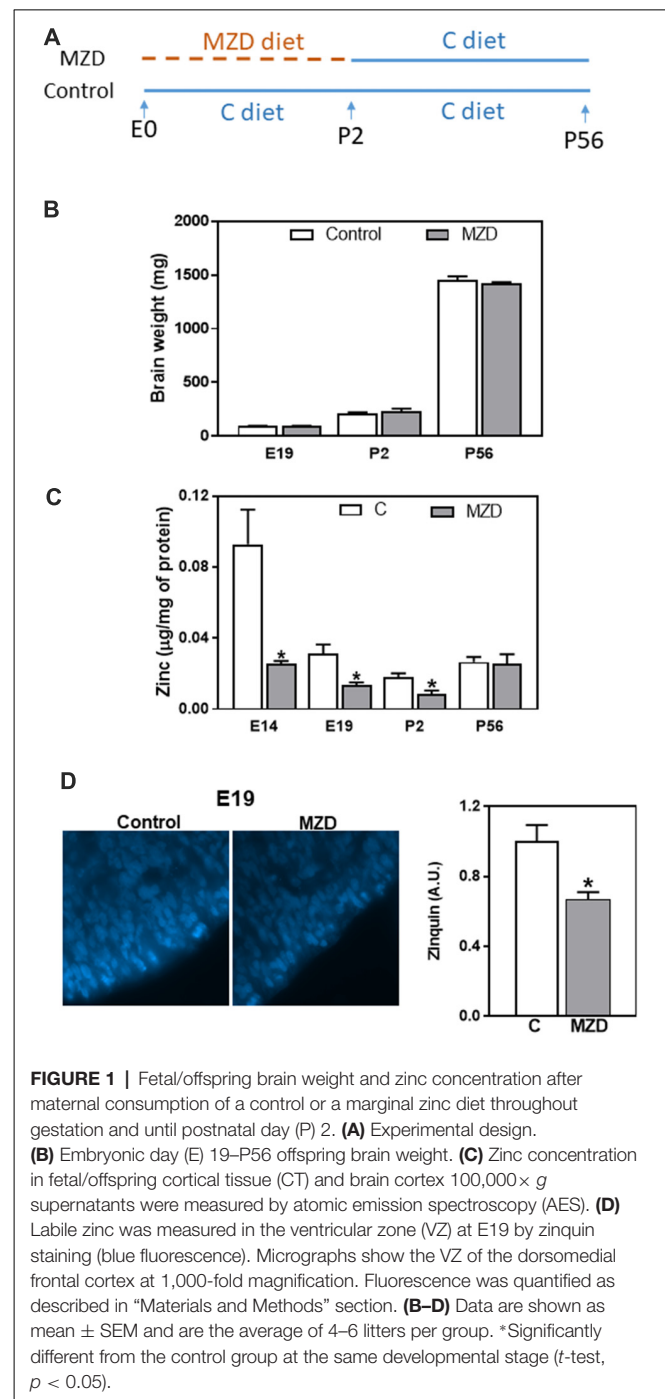 A
MZD diet
C diet
MZD
Control
C diet
C diet
E0
P2
P56
B
2000
1500
1000
500
0
Brain weight (mg)
Control
MZD
E19
P2
P56
C
0.12
0.08
0.04
0.00
Zinc (µg/mg of protein)
C
MZD
*
*
*
E14
E19
P2
P56
D
E19
Control
MZD
1.2
0.8
0.4
0.0
Zinquin (A.U.)
*
C
MZD
FIGURE 1 | Fetal/offspring brain weight and zinc concentration after
maternal consumption of a control or a marginal zinc diet throughout
gestation and until postnatal day (P) 2. (A) Experimental design.
(B) Embryonic day (E) 19–P56 offspring brain weight. (C) Zinc concentration
in fetal/offspring cortical tissue (CT) and brain cortex 100,000× g
supernatants were measured by atomic emission spectroscopy (AES). (D)
Labile zinc was measured in the ventricular zone (VZ) at E19 by zinquin
staining (blue fluorescence). Micrographs show the VZ of the dorsomedial
frontal cortex at 1,000-fold magnification. Fluorescence was quantified as
described in “Materials and Methods” section. (B–D) Data are shown as
mean ± SEM and are the average of 4–6 litters per group. *Significantly
different from the control group at the same developmental stage (t-test,
p < 0.05).